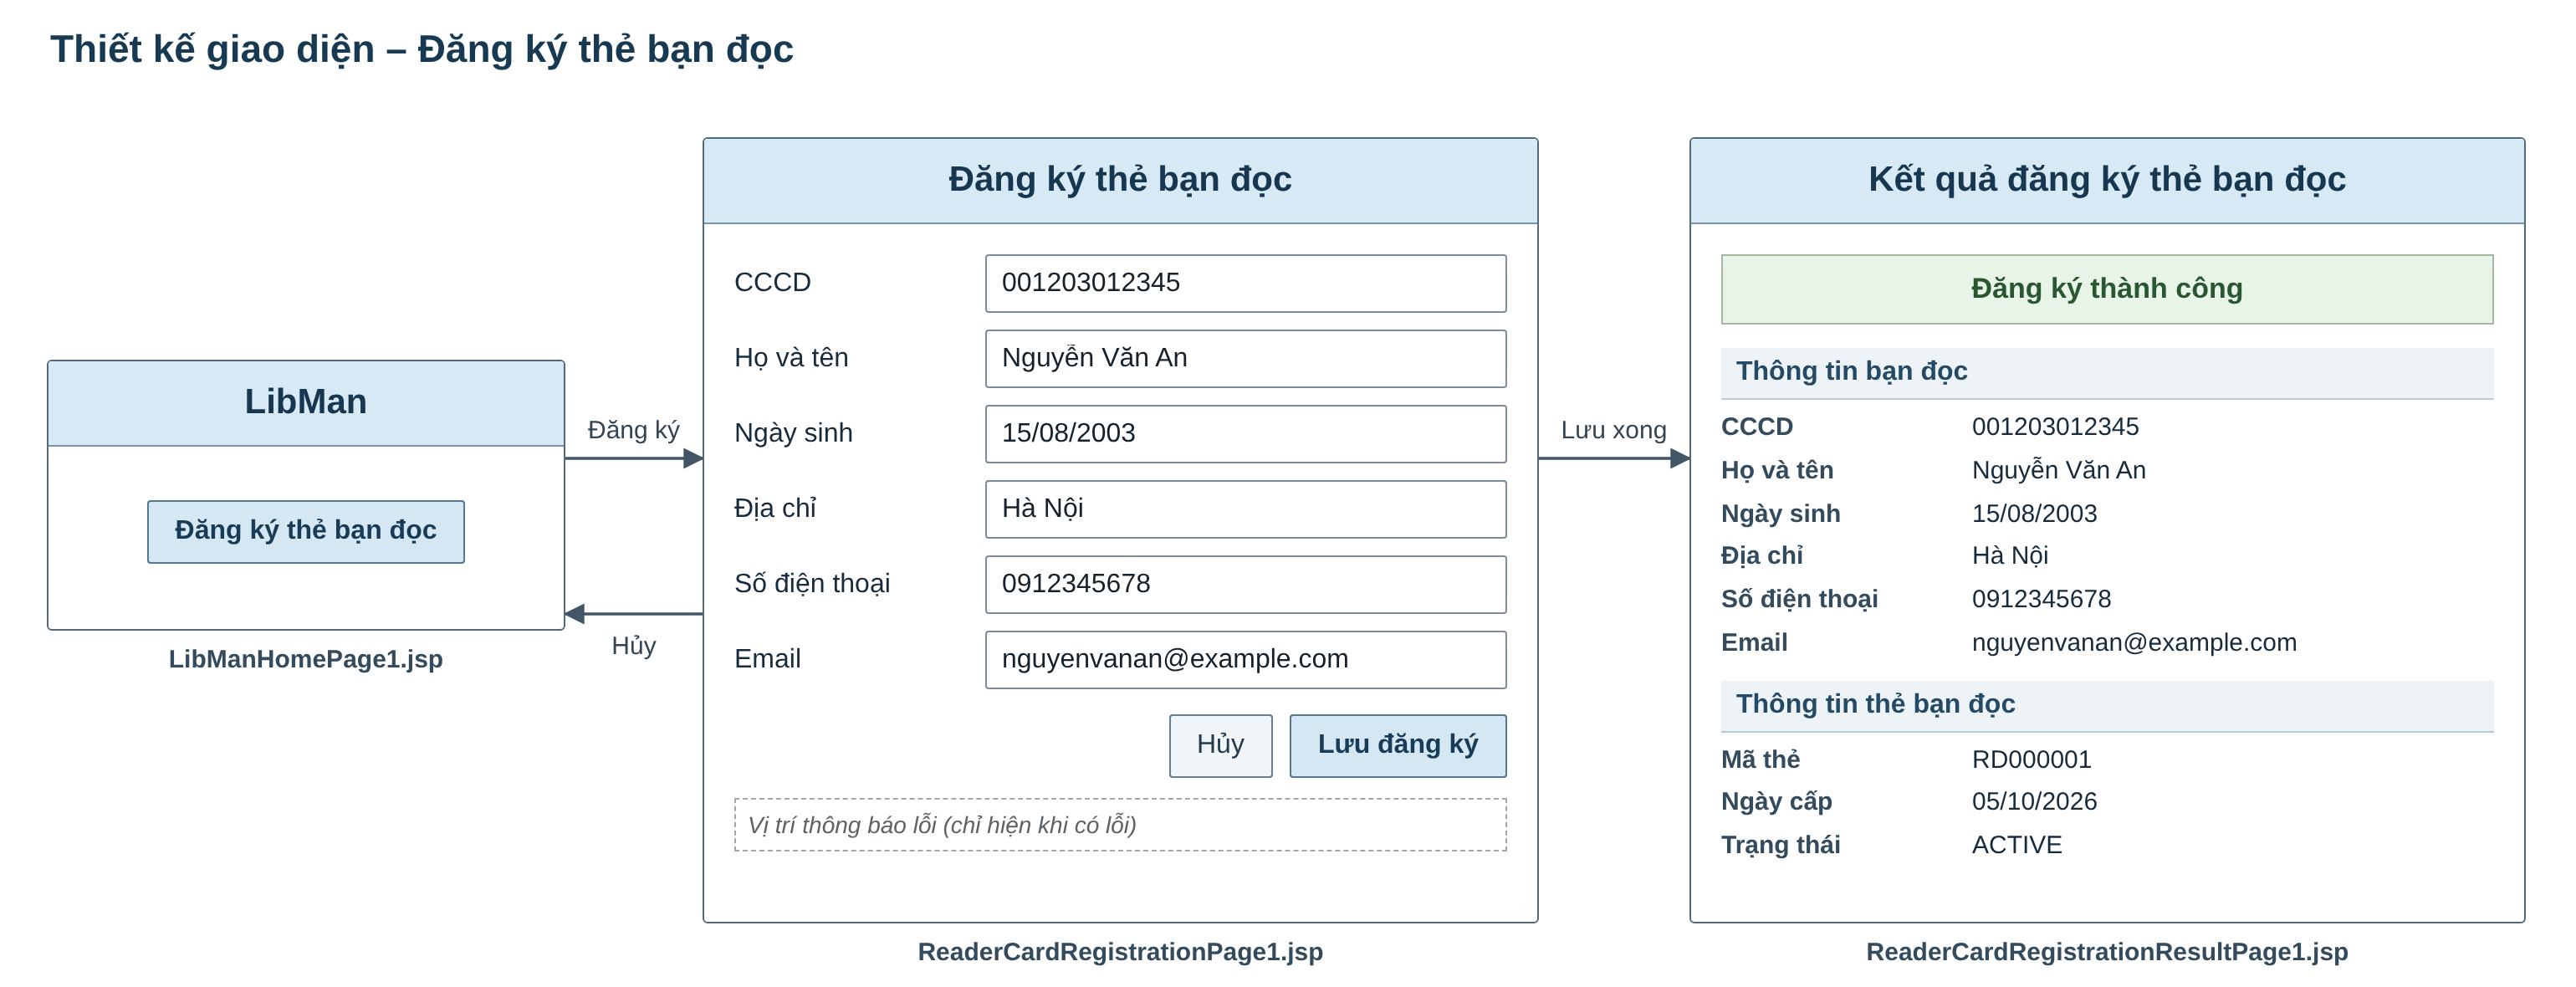 Thiết kế giao diện – Đăng ký thẻ bạn đọc
LibMan
Đăng ký thẻ bạn đọc
LibManHomePage1.jsp
Đăng ký
Hủy
Đăng ký thẻ bạn đọc
CCCD 001203012345
Họ và tên Nguyễn Văn An
Ngày sinh 15/08/2003
Địa chỉ Hà Nội
Số điện thoại 0912345678
Email nguyenvanan@example.com
Hủy Lưu đăng ký
Vị trí thông báo lỗi (chỉ hiện khi có lỗi)
ReaderCardRegistrationPage1.jsp
Lưu xong
Kết quả đăng ký thẻ bạn đọc
Đăng ký thành công
Thông tin bạn đọc
CCCD 001203012345
Họ và tên Nguyễn Văn An
Ngày sinh 15/08/2003
Địa chỉ Hà Nội
Số điện thoại 0912345678
Email nguyenvanan@example.com
Thông tin thẻ bạn đọc
Mã thẻ RD000001
Ngày cấp 05/10/2026
Trạng thái ACTIVE
ReaderCardRegistrationResultPage1.jsp